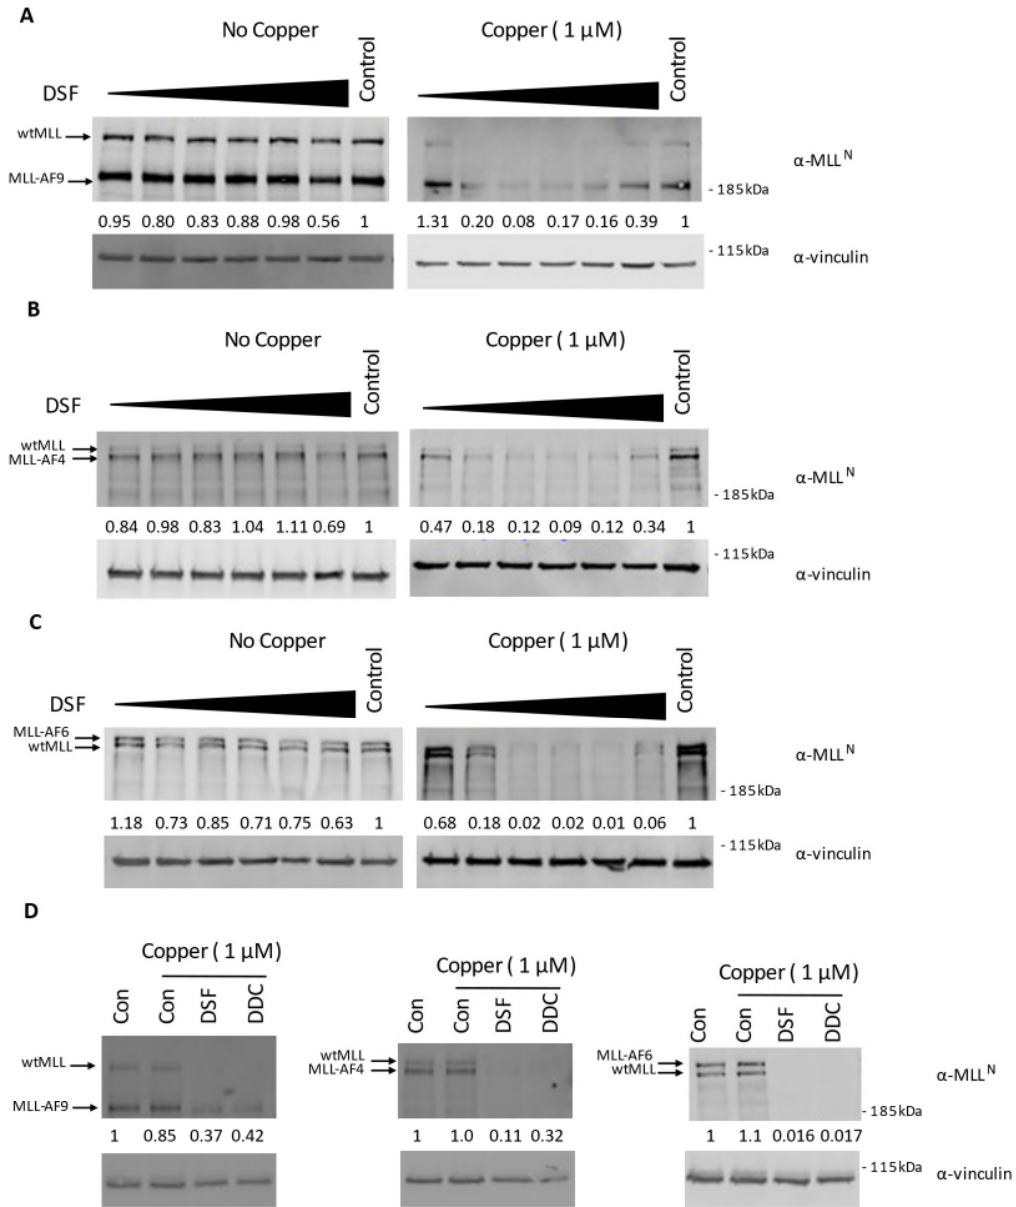 A
No Copper
Copper ( 1 µM)
DSF
Control
Control
wtMLL
MLL-AF9
α-MLL N
- 185kDa
0.95 0.80 0.83 0.88 0.98 0.56 1
1.31 0.20 0.08 0.17 0.16 0.39 1
- 115kDa
α-vinculin
B
No Copper
Copper ( 1 µM)
DSF
Control
Control
wtMLL
MLL-AF4
α-MLL N
- 185kDa
0.84 0.98 0.83 1.04 1.11 0.69 1
0.47 0.18 0.12 0.09 0.12 0.34 1
- 115kDa
α-vinculin
C
No Copper
Copper ( 1 µM)
DSF
Control
Control
MLL-AF6
wtMLL
α-MLL N
- 185kDa
1.18 0.73 0.85 0.71 0.75 0.63 1
0.68 0.18 0.02 0.02 0.01 0.06 1
- 115kDa
α-vinculin
D
Copper ( 1 µM)
Con Con DSF DDC
wtMLL
MLL-AF9
1 0.85 0.37 0.42
Copper ( 1 µM)
Con Con DSF DDC
wtMLL
MLL-AF4
1 1.0 0.11 0.32
Copper ( 1 µM)
Con Con DSF DDC
MLL-AF6
wtMLL
α-MLL N
- 185kDa
1 1.1 0.016 0.017
- 115kDa
α-vinculin